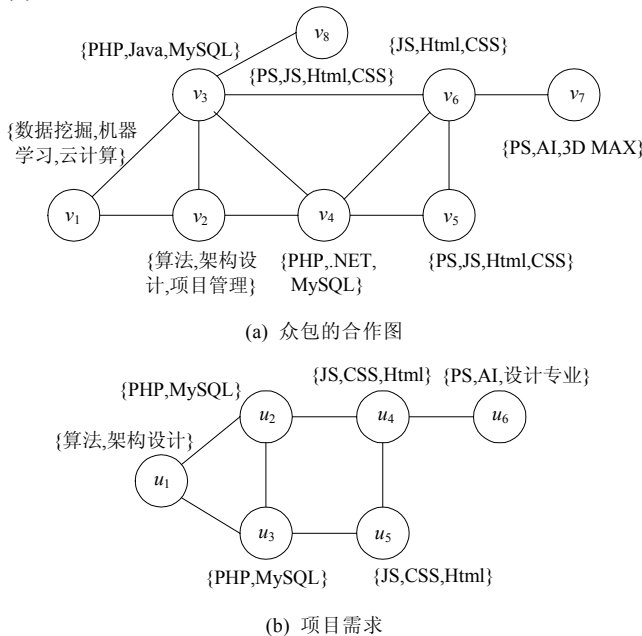 {PHP,Java,MySQL}
v8
{JS,Html,CSS}
{PS,JS,Html,CSS}
v3
v6
v7
{数据挖掘,机器
学习,云计算}
{PS,AI,3D MAX}
v1
v2
v4
v5
{算法,架构设
计,项目管理}
{PHP,.NET,
MySQL}
{PS,JS,Html,CSS}
(a) 众包的合作图
{JS,CSS,Html}
{PS,AI,设计专业}
{PHP,MySQL}
u2
u4
u6
{算法,架构设计}
u1
u3
u5
{PHP,MySQL}
{JS,CSS,Html}
(b) 项目需求